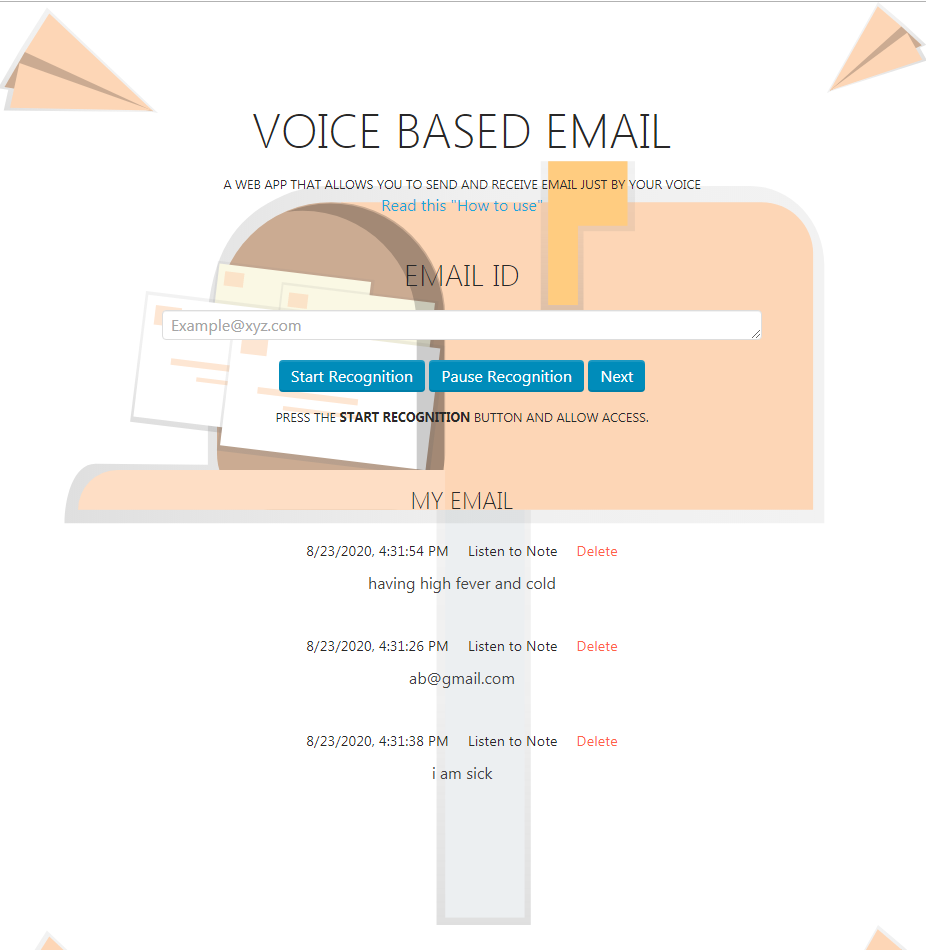 VOICE BASED EMAIL
A WEB APP THAT ALLOWS YOU TO SEND AND RECEIVE EMAIL JUST BY YOUR VOICE
Read this "How to use"
EMAIL ID
Example@xyz.com
Start Recognition Pause Recognition Next
PRESS THE START RECOGNITION BUTTON AND ALLOW ACCESS.
MY EMAIL
8/23/2020, 4:31:54 PM Listen to Note Delete
having high fever and cold
8/23/2020, 4:31:26 PM Listen to Note Delete
ab@gmail.com
8/23/2020, 4:31:38 PM Listen to Note Delete
i am sick